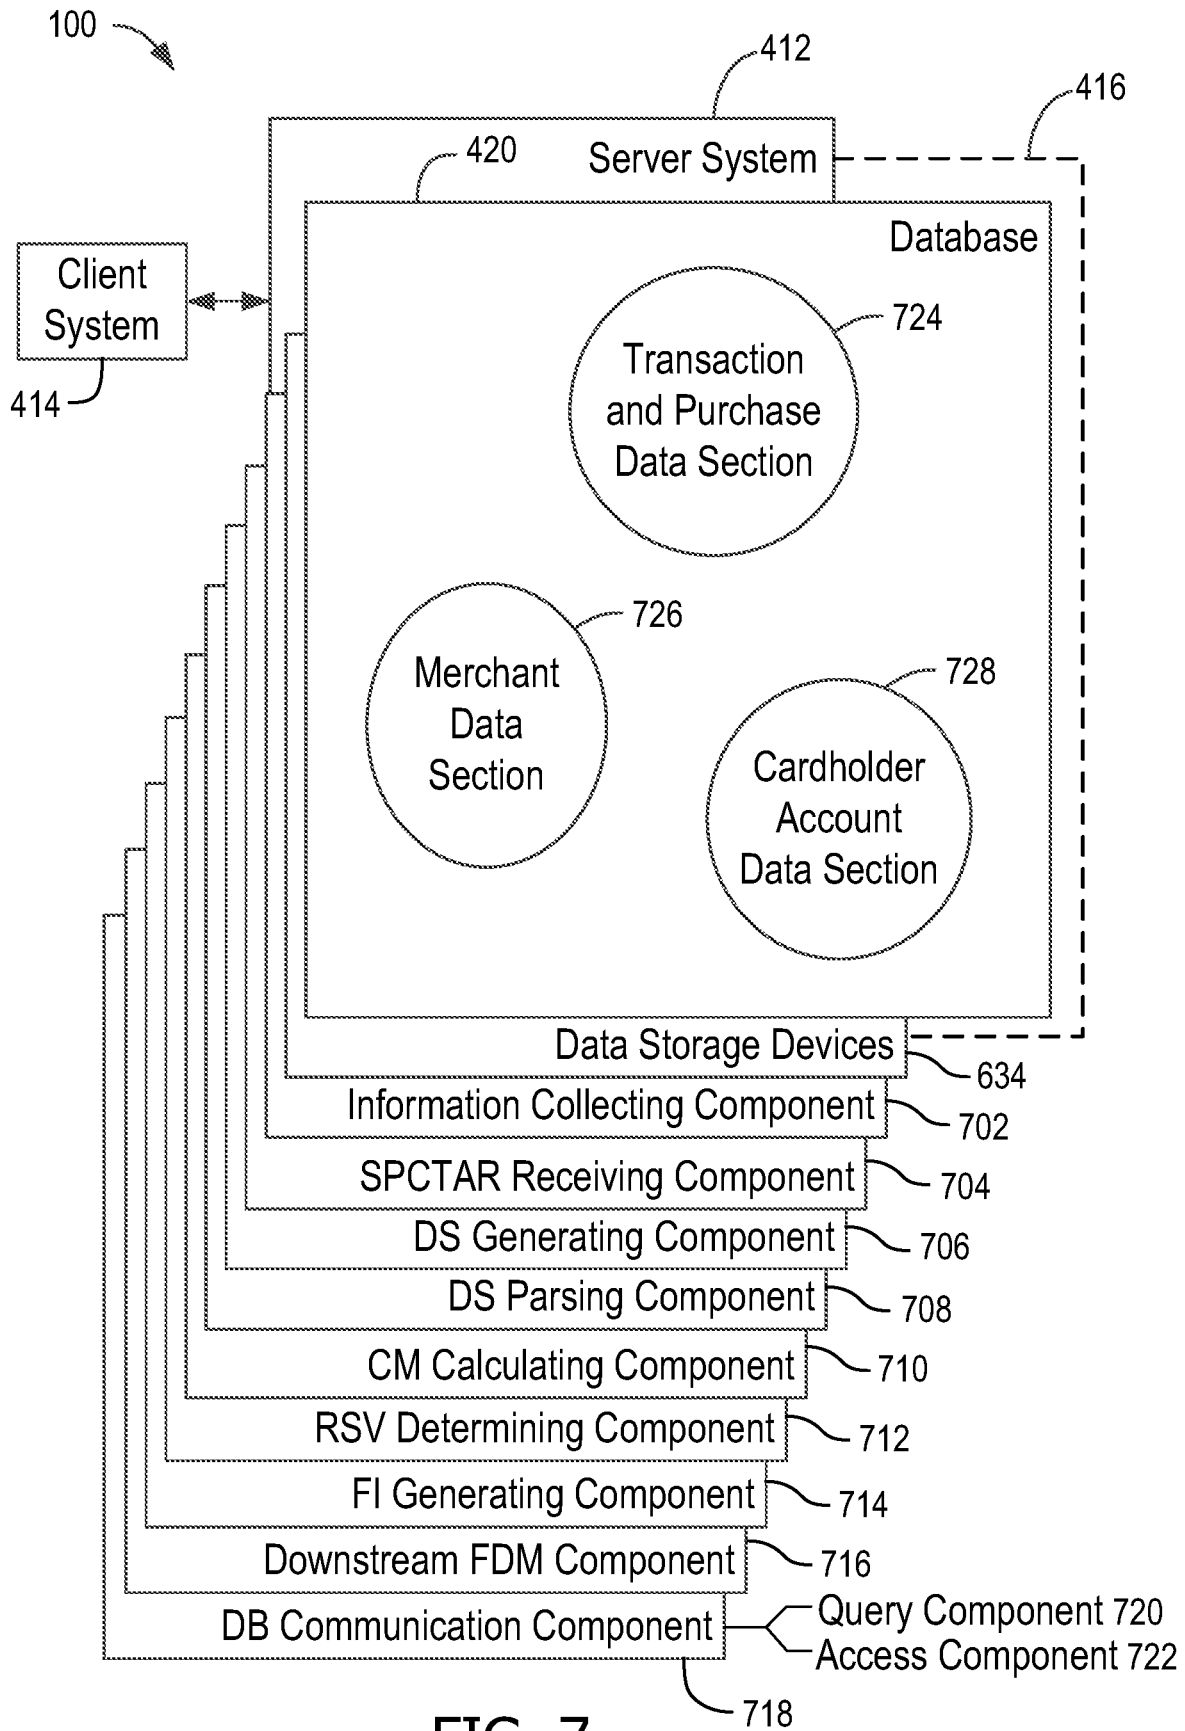 100
412
416
Server System
420
Database
Client
System
414
724
Transaction
and Purchase
Data Section
726
Merchant
Data
Section
728
Cardholder
Account
Data Section
Data Storage Devices
634
Information Collecting Component
702
SPCTAR Receiving Component
704
DS Generating Component
706
DS Parsing Component
708
CM Calculating Component
710
RSV Determining Component
712
FI Generating Component
714
Downstream FDM Component
716
DB Communication Component
Query Component 720
Access Component 722
718
FIG. 7